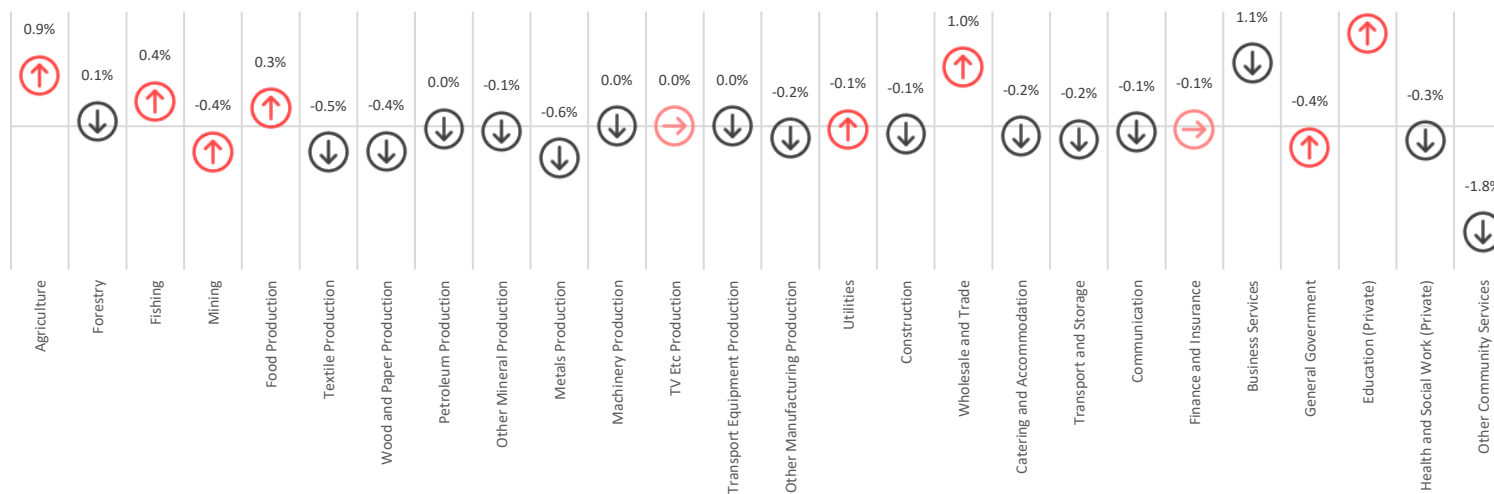 0.9%
0.1%
0.4%
-0.4%
0.3%
-0.5%
-0.4%
0.0%
-0.1%
-0.6%
0.0%
0.0%
0.0%
-0.2%
-0.1%
-0.1%
1.0%
-0.2%
-0.2%
-0.1%
-0.1%
1.1%
-0.4%
-0.3%
-1.8%
Agriculture
Forestry
Fishing
Mining
Food Production
Textile Production
Wood and Paper Production
Petroleum Production
Other Mineral Production
Metals Production
Machinery Production
TV Etc Production
Transport Equipment Production
Other Manufacturing Production
Utilities
Construction
Wholesale and Trade
Catering and Accommodation
Transport and Storage
Communication
Finance and Insurance
Business Services
General Government
Education (Private)
Health and Social Work (Private)
Other Community Services